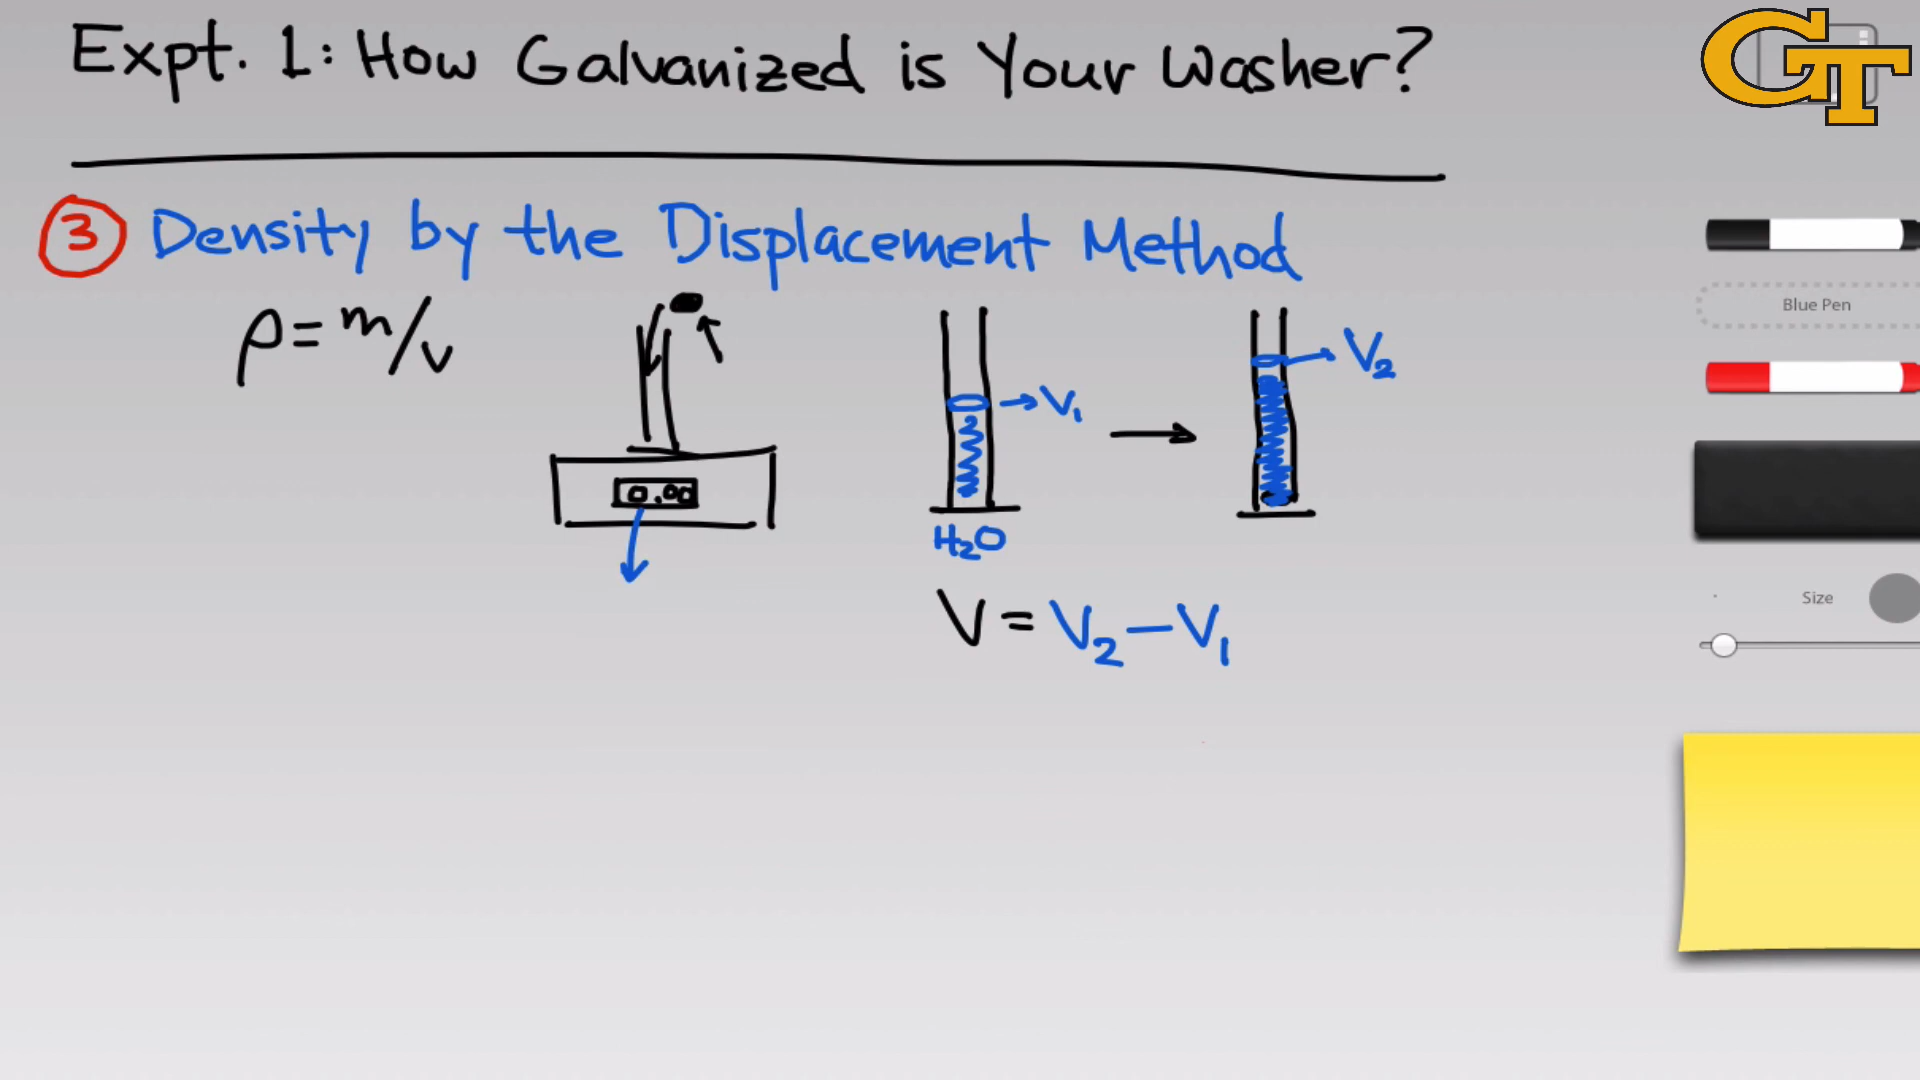 Expt. 1: How Galvanized is Your Washer?
GT
3 Density by the Displacement Method
ρ = m/v
V₁
V₂
0.00
H₂O
V = V₂ – V₁
Blue Pen
Size